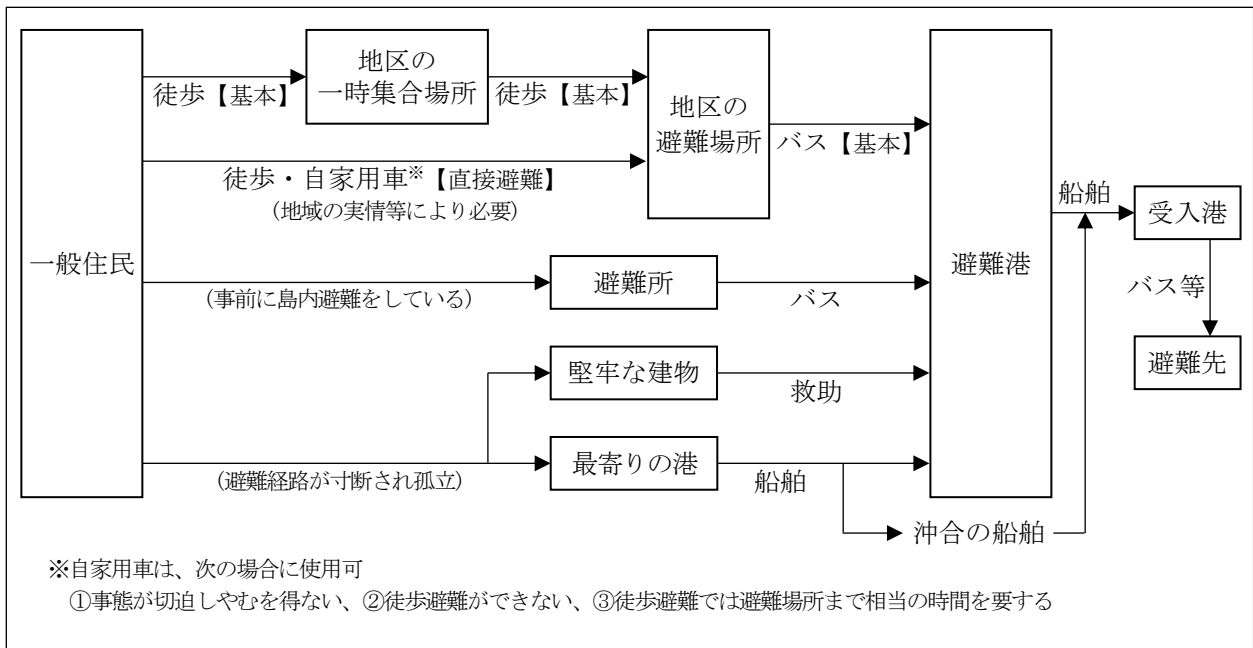 一般住民
徒歩【基本】
地区の
一時集合場所
徒歩【基本】
地区の
避難場所
バス【基本】
徒歩・自家用車※【直接避難】
(地域の実情等により必要)
(事前に島内避難をしている)
避難所
バス
堅牢な建物
救助
(避難経路が寸断され孤立)
最寄りの港
船舶
沖合の船舶
避難港
船舶
受入港
バス等
避難先
※自家用車は、次の場合に使用可
①事態が切迫しやむを得ない、②徒歩避難ができない、③徒歩避難では避難場所まで相当の時間を要する